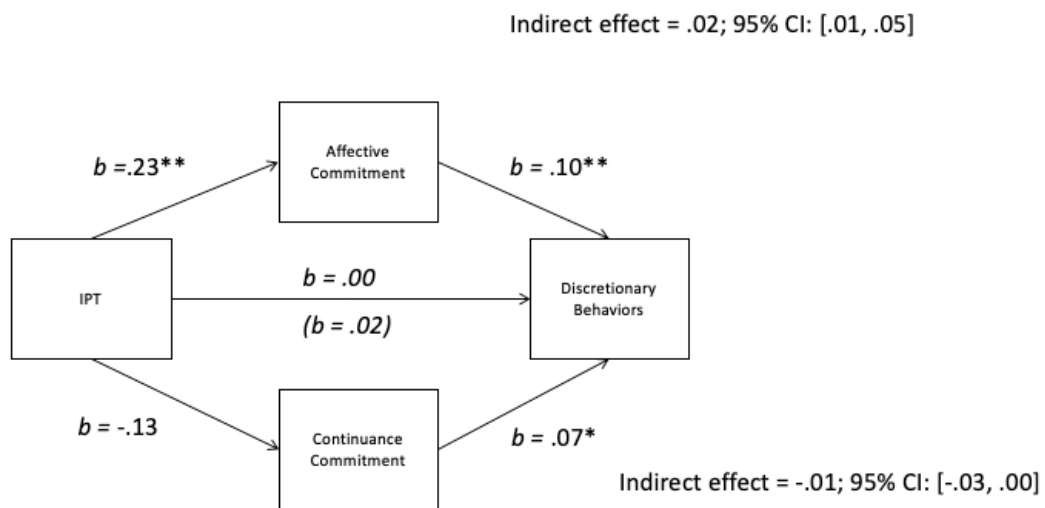 Indirect effect = .02; 95% CI: [.01, .05]
Affective
Commitment
b =.23**
b = .10**
IPT
b = .00
(b = .02)
Discretionary
Behaviors
b = -.13
Continuance
Commitment
b = .07*
Indirect effect = -.01; 95% CI: [-.03, .00]